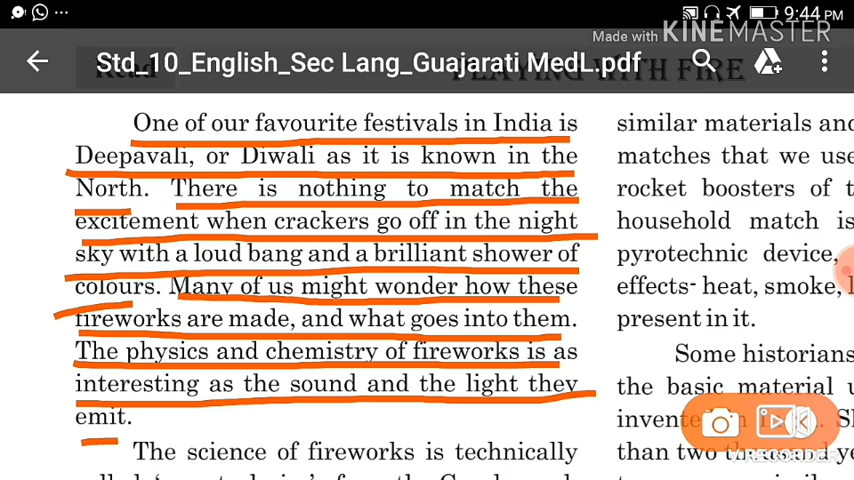 9:44 PM
Made with KINEMASTER
Std_10_English_Sec Lang_Guajarati MedL.pdf
Read
PLAYING WITH FIRE
One of our favourite festivals in India is
Deepavali, or Diwali as it is known in the
North. There is nothing to match the
excitement when crackers go off in the night
sky with a loud bang and a brilliant shower of
colours. Many of us might wonder how these
fireworks are made, and what goes into them.
The physics and chemistry of fireworks is as
interesting as the sound and the light they
emit.
The science of fireworks is technically
similar materials and
matches that we use
rocket boosters of t
household match is
pyrotechnic device,
effects- heat, smoke, l
present in it.
Some historians
the basic material u
invented
than two
VRECORDER